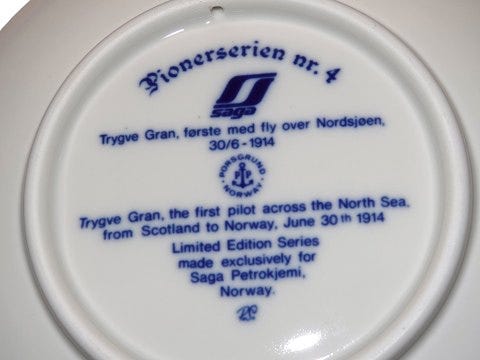 Pionerserien nr. 4
saga
Trygve Gran, første med fly over Nordsjøen,
30/6-1914
PORSGRUND
P P
NORWAY
Trygve Gran, the first pilot across the North Sea,
from Scotland to Norway, June 30th 1914
Limited Edition Series
made exclusively for
Saga Petrokjemi,
Norway.